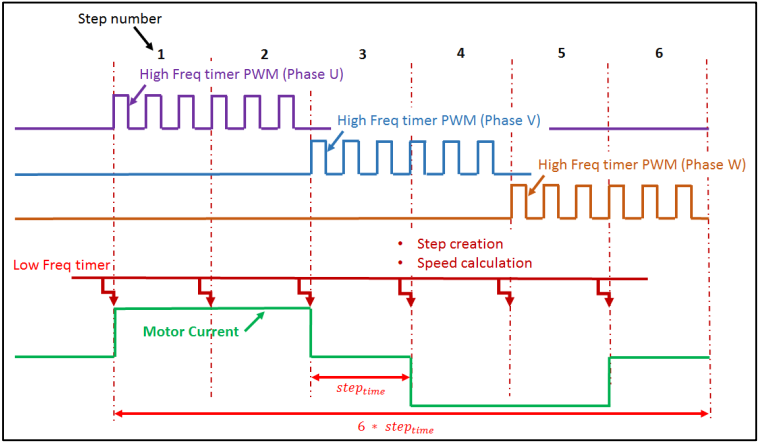 Step number
1 2 3 4 5 6
High Freq timer PWM (Phase U)
High Freq timer PWM (Phase V)
High Freq timer PWM (Phase W)
• Step creation
Low Freq timer
• Speed calculation
Motor Current
step_time
6 * step_time